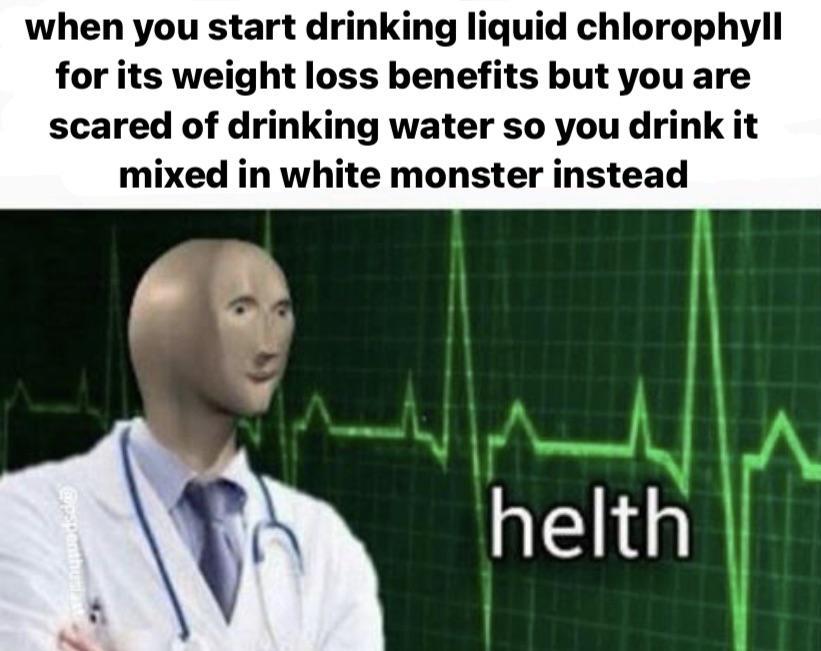 when you start drinking liquid chlorophyll
for its weight loss benefits but you are
scared of drinking water so you drink it
mixed in white monster instead
helth